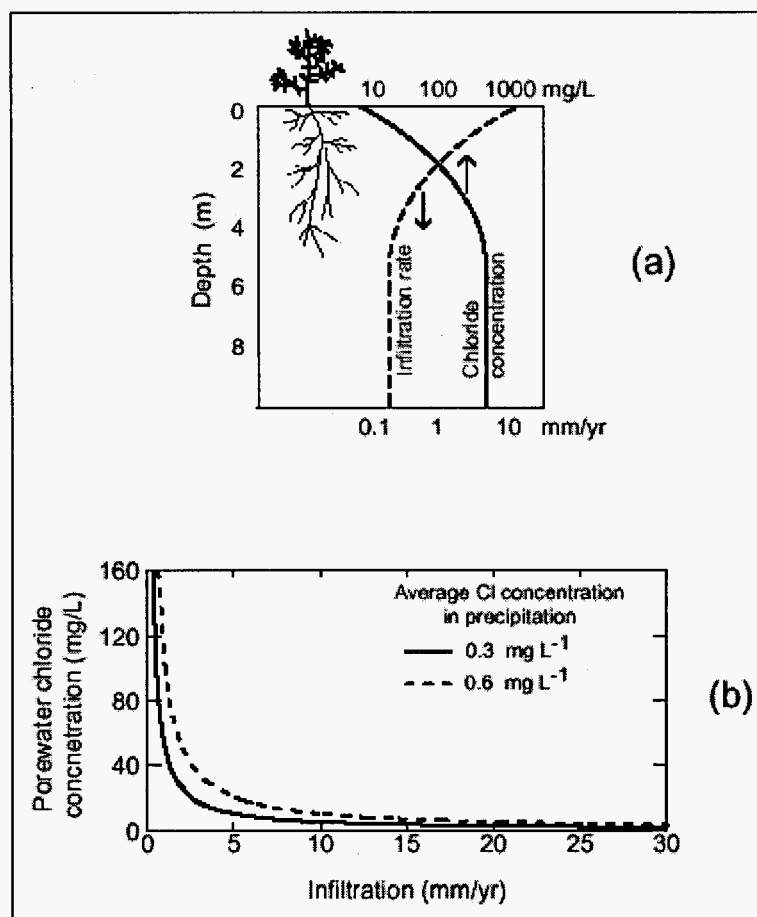 10 100 1000 mg/L
0
2
4
6
8
Depth (m)
Infiltration rate
Chloride
concentration
0.1 1 10 mm/yr
(a)
160
120
80
40
0
Porewater chloride
concnetration (mg/L)
Average Cl concentration
in precipitation
0.3 mg L-1
0.6 mg L-1
(b)
0 5 10 15 20 25 30
Infiltration (mm/yr)